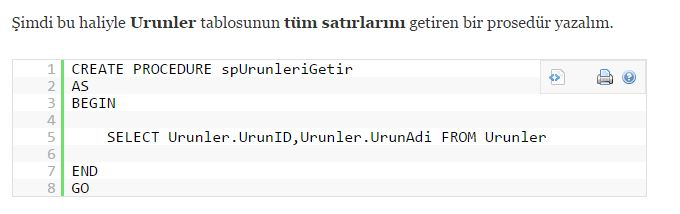 Şimdi bu haliyle Urunler tablosunun tüm satırlarını getiren bir prosedür yazalım.
1 CREATE PROCEDURE spUrunleriGetir
2 AS
3 BEGIN
4
5 SELECT Urunler.UrunID,Urunler.UrunAdi FROM Urunler
6
7 END
8 GO